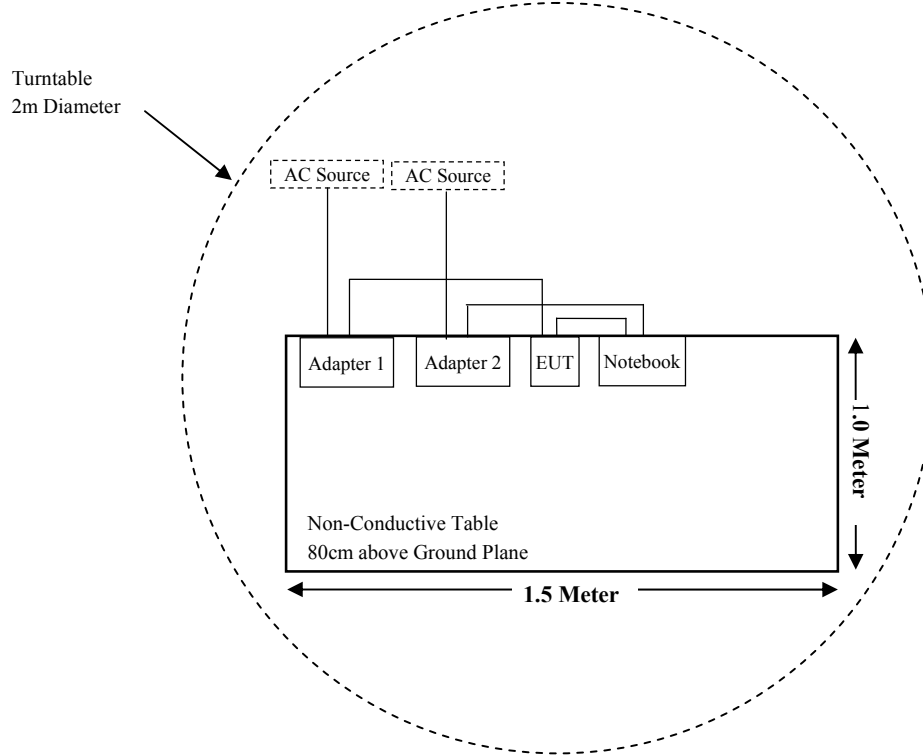 Turntable
2m Diameter
AC Source
AC Source
Adapter 1
Adapter 2
EUT
Notebook
1.0 Meter
Non-Conductive Table
80cm above Ground Plane
1.5 Meter